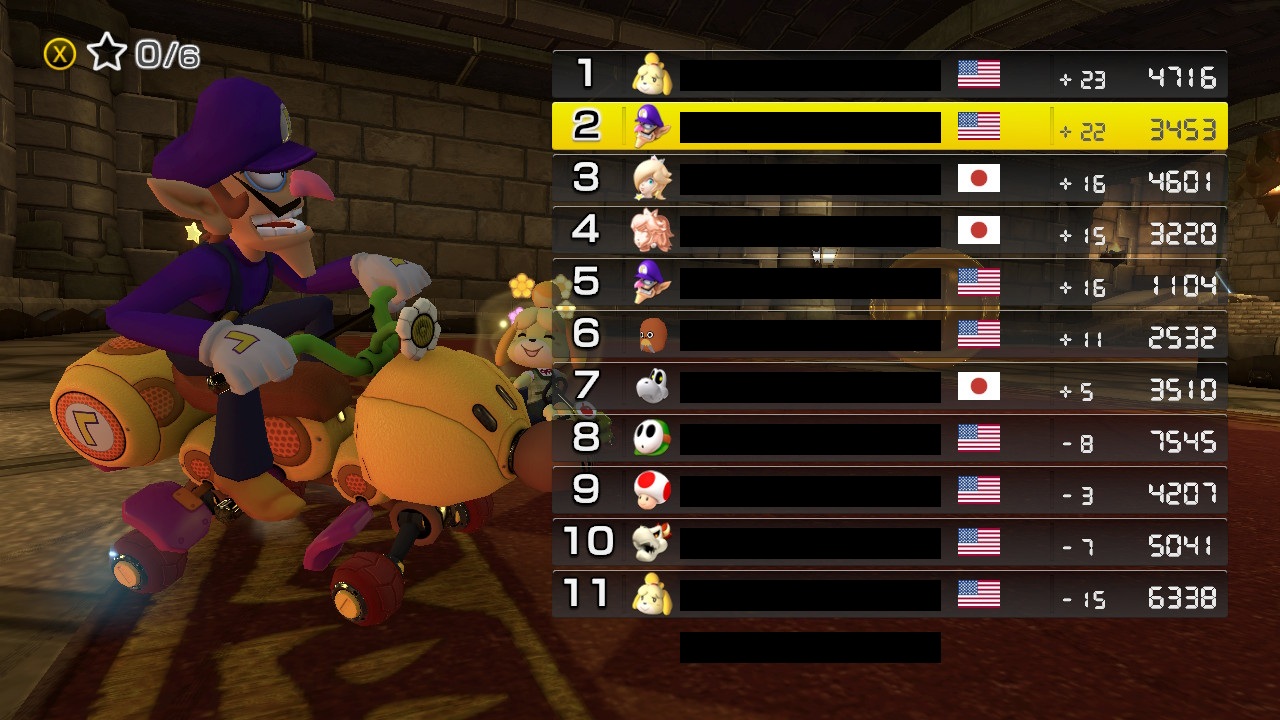 X 0/6
1 + 23 4716
2 + 22 3453
3 + 16 4601
4 + 15 3220
5 + 16 1104
6 + 11 2532
7 + 5 3510
8 - 8 7545
9 - 3 4207
10 - 7 5041
11 - 15 6338